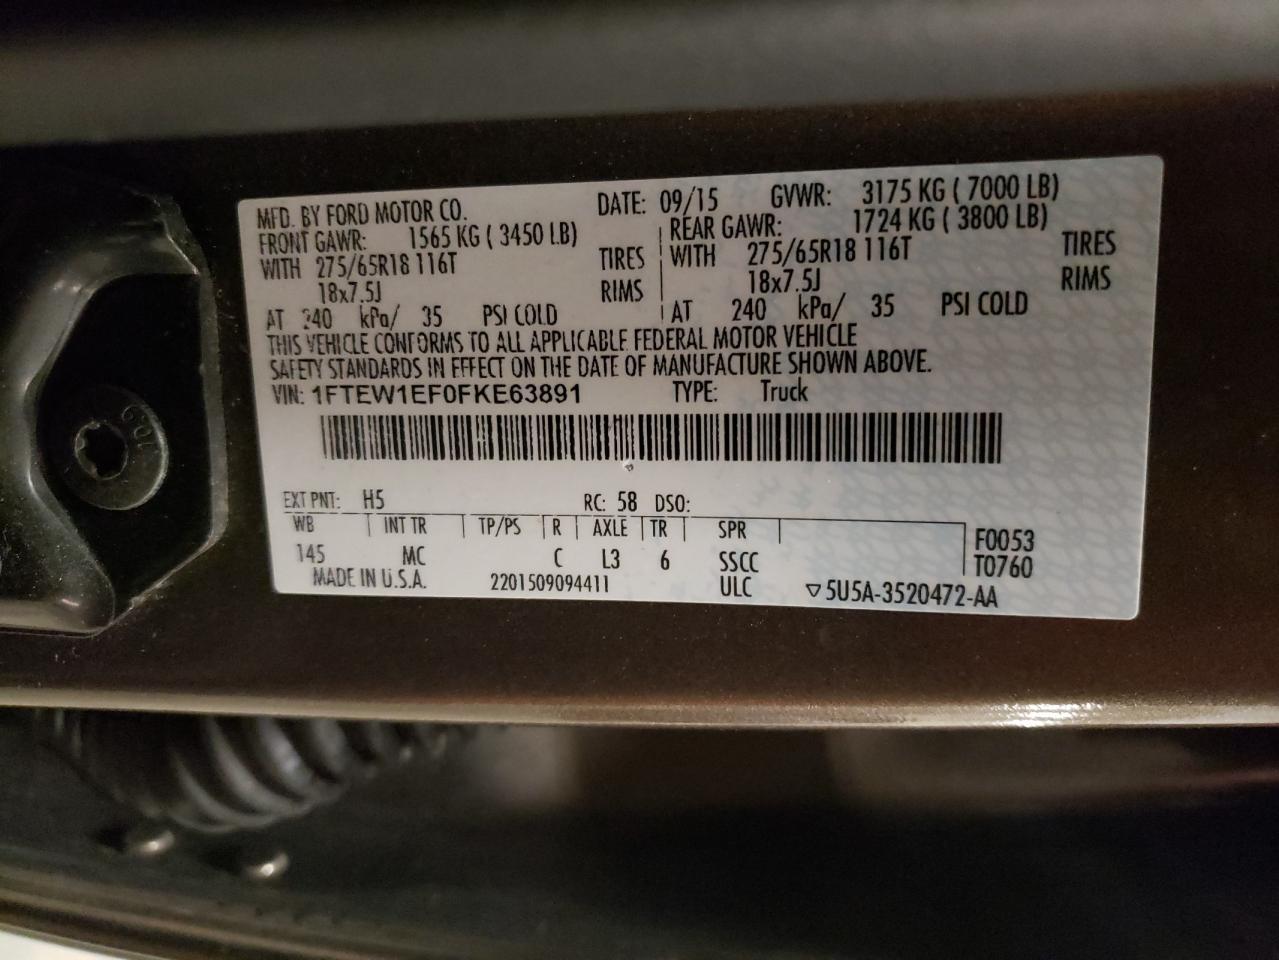 MFD. BY FORD MOTOR CO. DATE: 09/15 GVWR: 3175 KG ( 7000 LB)
FRONT GAWR: 1565 KG ( 3450 LB) REAR GAWR: 1724 KG ( 3800 LB)
WITH 275/65R18 116T TIRES WITH 275/65R18 116T TIRES
18x7.5J RIMS 18x7.5J RIMS
AT 240 kPa/ 35 PSI COLD AT 240 kPa/ 35 PSI COLD
THIS VEHICLE CONFORMS TO ALL APPLICABLE FEDERAL MOTOR VEHICLE
SAFETY STANDARDS IN EFFECT ON THE DATE OF MANUFACTURE SHOWN ABOVE.
VIN: 1FTEW1EF0FKE63891 TYPE: Truck
EXT PNT: H5 RC: 58 DSO:
WB INT TR TP/PS R AXLE TR SPR F0053
145 MC C L3 6 SSCC T0760
MADE IN U.S.A. 2201509094411 ULC ▽5U5A-3520472-AA
10.9